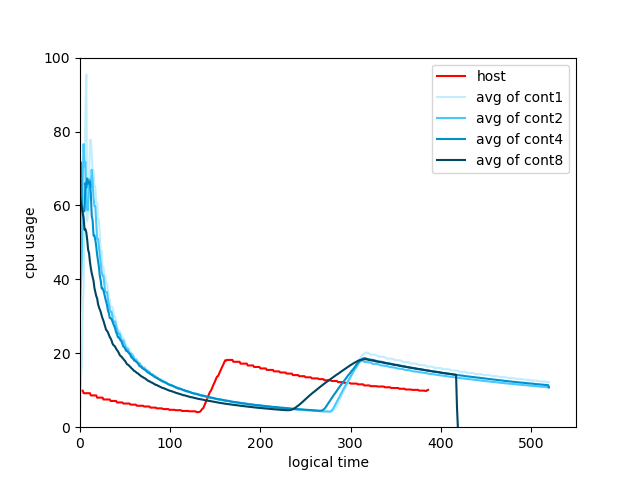 100
80
60
40
20
0
0 100 200 300 400 500
cpu usage
logical time
host
avg of cont1
avg of cont2
avg of cont4
avg of cont8